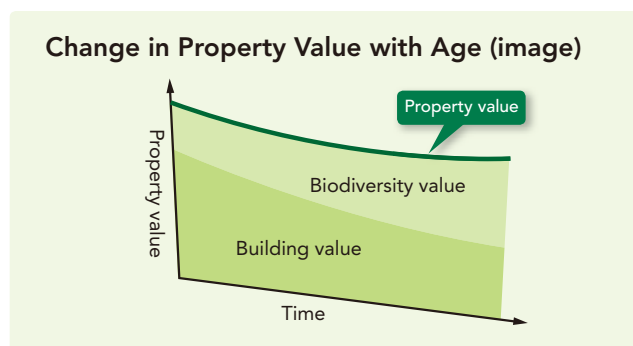 Change in Property Value with Age (image)
Property value
Property value
Biodiversity value
Building value
Time